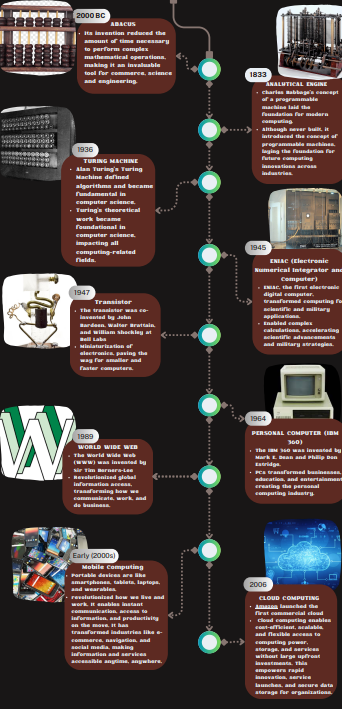 2000 BC
ABACUS
Its invention reduced the
amount of time necessary
to perform complex
mathematical operations,
making it an invaluable
tool for commerce, science
and engineering.
1833
ANALYTICAL ENGINE
Charles Babbage's concept
of a programmable
machine laid the
foundation for modern
computing.
Although never built, it
introduced the concept of
programmable machines,
laying the foundation for
future computing
innovations across
industries.
1936
TURING MACHINE
Alan Turing's Turing
Machine defined
algorithms and became
fundamental in
computer science.
Turing's theoretical
work became
foundational in
computer science,
impacting all
computing-related
fields.
1945
ENIAC (Electronic
Numerical Integrator and
Computer)
ENIAC, the first electronic
digital computer,
transformed computing for
scientific and military
applications.
Enabled complex
calculations, accelerating
scientific advancements
and military strategies.
1947
Transistor
The transistor was co-
invented by John
Bardeen, Walter Brattain,
and William Shockley at
Bell Labs
Miniaturization of
electronics, paving the
way for smaller and
faster computers.
1964
PERSONAL COMPUTER (IBM
360)
The IBM 360 was invented by
Mark E. Dean and Philip Don
Estridge.
PCs transformed businesses,
education, and entertainment
creating the personal
computing industry.
1989
WORLD WIDE WEB
The World Wide Web
(WWW) was invented by
Sir Tim Berners-Lee
Revolutionized global
information access,
transforming how we
communicate, work, and
do business.
Early (2000s)
Mobile Computing
Portable devices are like
smartphones, tablets, laptops,
and wearables.
revolutionized how we live and
work. It enables instant
communication, access to
information, and productivity
on the move. It has
transformed industries like e-
commerce, navigation, and
social media, making
information and services
accessible anytime, anywhere.
2006
CLOUD COMPUTING
Amazon launched the
first commercial cloud
Cloud computing enables
cost-efficient, scalable,
and flexible access to
computing power,
storage, and services
without large upfront
investments. This
empowers rapid
innovation, service
launches, and secure data
storage for organizations.